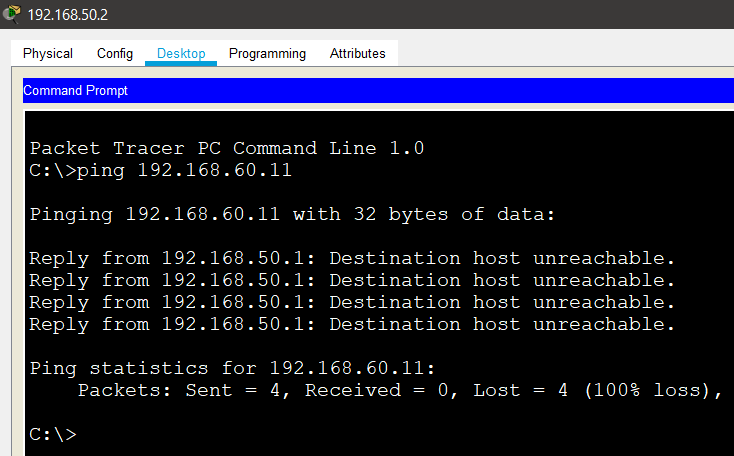 192.168.50.2
Physical Config Desktop Programming Attributes
Command Prompt
Packet Tracer PC Command Line 1.0
C:\>ping 192.168.60.11
Pinging 192.168.60.11 with 32 bytes of data:
Reply from 192.168.50.1: Destination host unreachable.
Reply from 192.168.50.1: Destination host unreachable.
Reply from 192.168.50.1: Destination host unreachable.
Reply from 192.168.50.1: Destination host unreachable.
Ping statistics for 192.168.60.11:
Packets: Sent = 4, Received = 0, Lost = 4 (100% loss),
C:\>